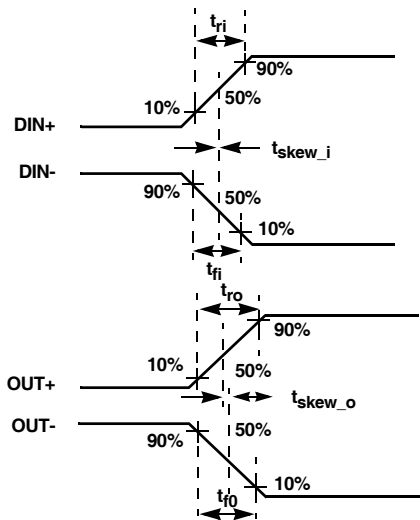 tri
90%
10%
50%
DIN+
tskew_i
DIN-
90%
50%
10%
tfi
tro
90%
10%
50%
OUT+
tskew_o
OUT-
90%
50%
10%
tf0